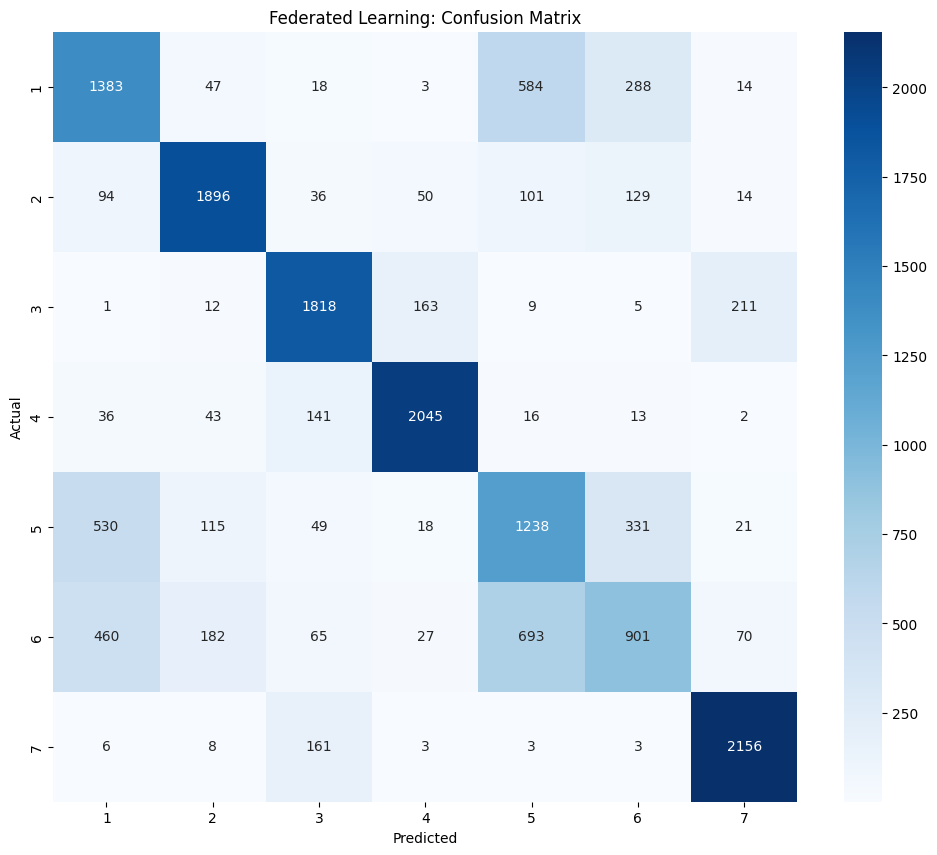 Federated Learning: Confusion Matrix
1 1383 47 18 3 584 288 14
2 94 1896 36 50 101 129 14
3 1 12 1818 163 9 5 211
4 36 43 141 2045 16 13 2
5 530 115 49 18 1238 331 21
6 460 182 65 27 693 901 70
7 6 8 161 3 3 3 2156
1 2 3 4 5 6 7
Actual
Predicted
2000
1750
1500
1250
1000
750
500
250